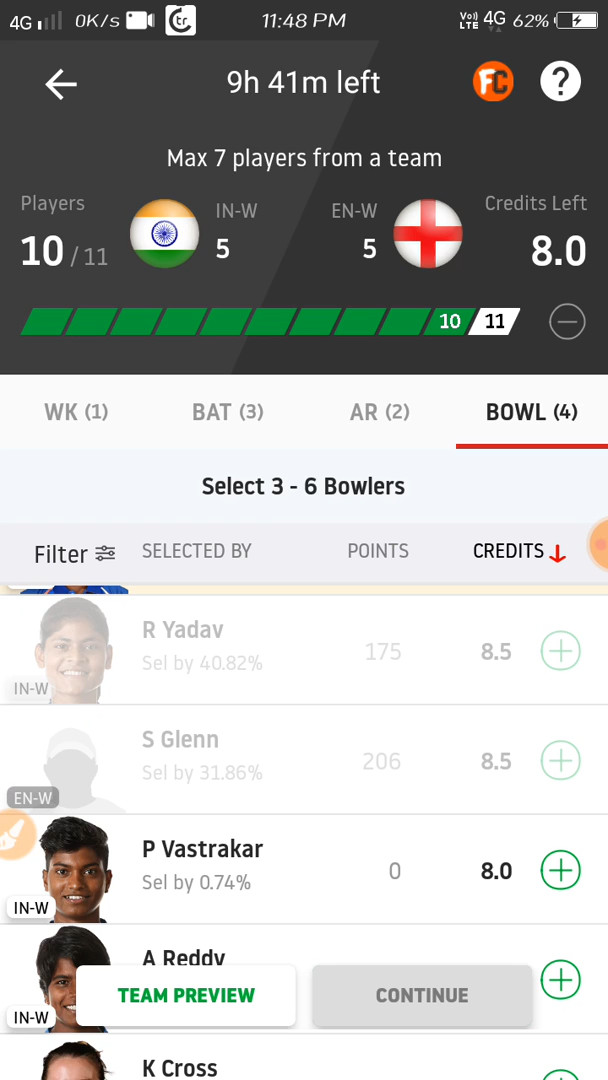 4G 0K/s tr 11:48 PM VoLTE 4G 62%
9h 41m left FC ?
Max 7 players from a team
Players IN-W EN-W Credits Left
10 / 11 5 5 8.0
10 11
WK (1) BAT (3) AR (2) BOWL (4)
Select 3 - 6 Bowlers
Filter SELECTED BY POINTS CREDITS
R Yadav
Sel by 40.82% 175 8.5
IN-W
S Glenn
Sel by 31.86% 206 8.5
EN-W
P Vastrakar
Sel by 0.74% 0 8.0
IN-W
A Reddy
TEAM PREVIEW CONTINUE
IN-W
K Cross